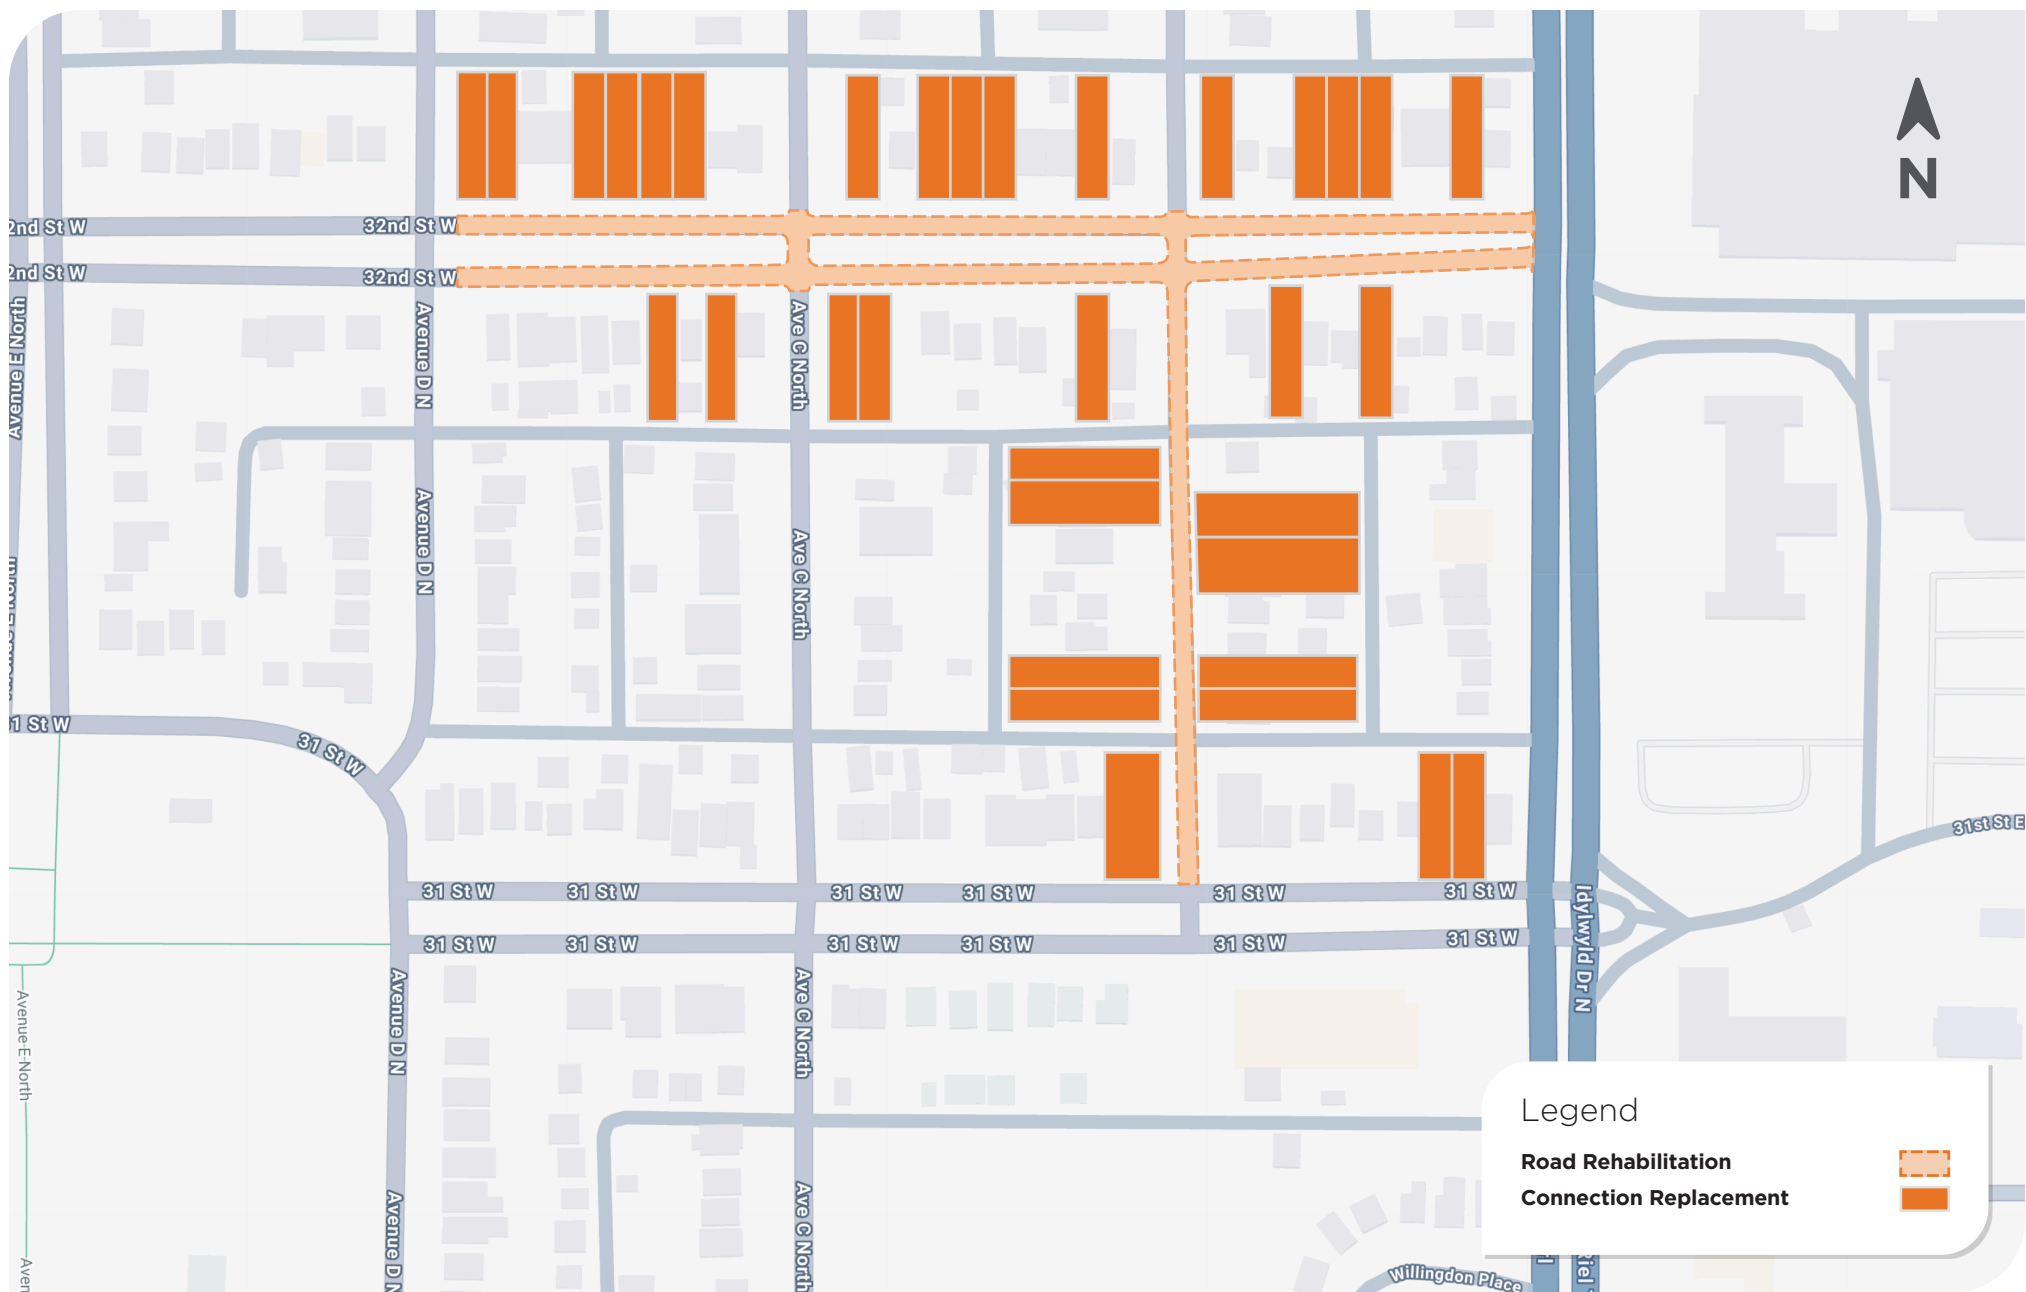 N
2nd St W
32nd St W
2nd St W
32nd St W
Avenue E North
Avenue D N
Ave C North
Avenue D N
Ave C North
1 St W
31 St W
31st St E
31 St W
31 St W
31 St W
31 St W
31 St W
31 St W
31 St W
31 St W
31 St W
31 St W
31 St W
31 St W
Idylwyld Dr N
Avenue D N
Ave C North
Avenue E North
Legend
Road Rehabilitation
Connection Replacement
Avenue D N
Ave C North
Aven
Riel
Willingdon Place